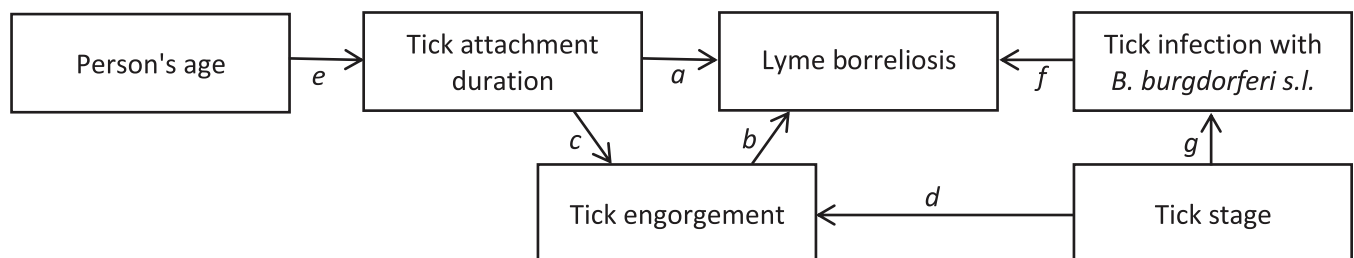 Person's age
e
Tick attachment
duration
a
Lyme borreliosis
f
Tick infection with
B. burgdorferi s.l.
c
b
g
Tick engorgement
d
Tick stage